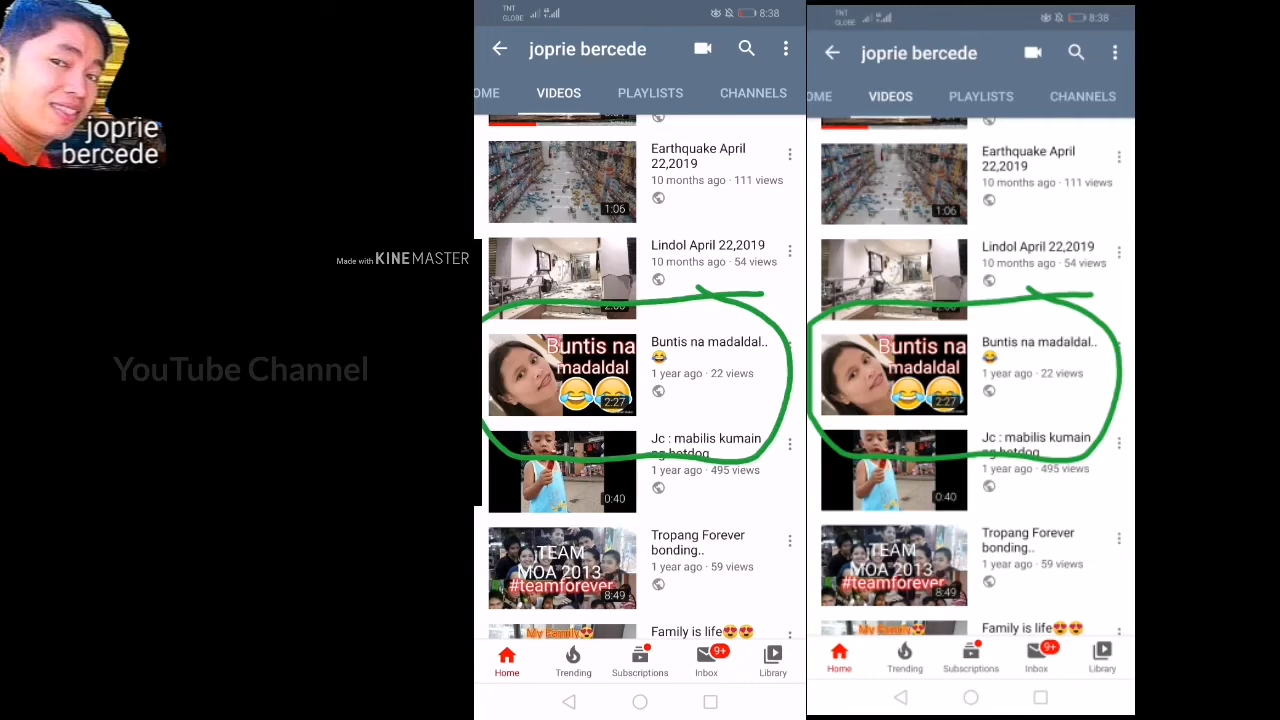 joprie
bercede
Made with KINEMASTER
YouTube Channel
TNT
GLOBE
8:38
joprie bercede
OME
VIDEOS
PLAYLISTS
CHANNELS
Earthquake April
22,2019
10 months ago · 111 views
1:06
Lindol April 22,2019
10 months ago · 54 views
Buntis na
madaldal
2:27
Buntis na madaldal..
😂
1 year ago · 22 views
Jc : mabilis kumain
ng hotdog
1 year ago · 495 views
0:40
TEAM
MOA 2013
#teamforever
8:49
Tropang Forever
bonding..
1 year ago · 59 views
My Family😍
Family is life😍😍
Home
Trending
Subscriptions
9+
Inbox
Library
TNT
GLOBE
8:38
joprie bercede
OME
VIDEOS
PLAYLISTS
CHANNELS
Earthquake April
22,2019
10 months ago · 111 views
1:06
Lindol April 22,2019
10 months ago · 54 views
Buntis na
madaldal
2:27
Buntis na madaldal..
😂
1 year ago · 22 views
Jc : mabilis kumain
ng hotdog
1 year ago · 495 views
0:40
TEAM
MOA 2013
#teamforever
8:49
Tropang Forever
bonding..
1 year ago · 59 views
My Family😍
Family is life😍😍
Home
Trending
Subscriptions
9+
Inbox
Library